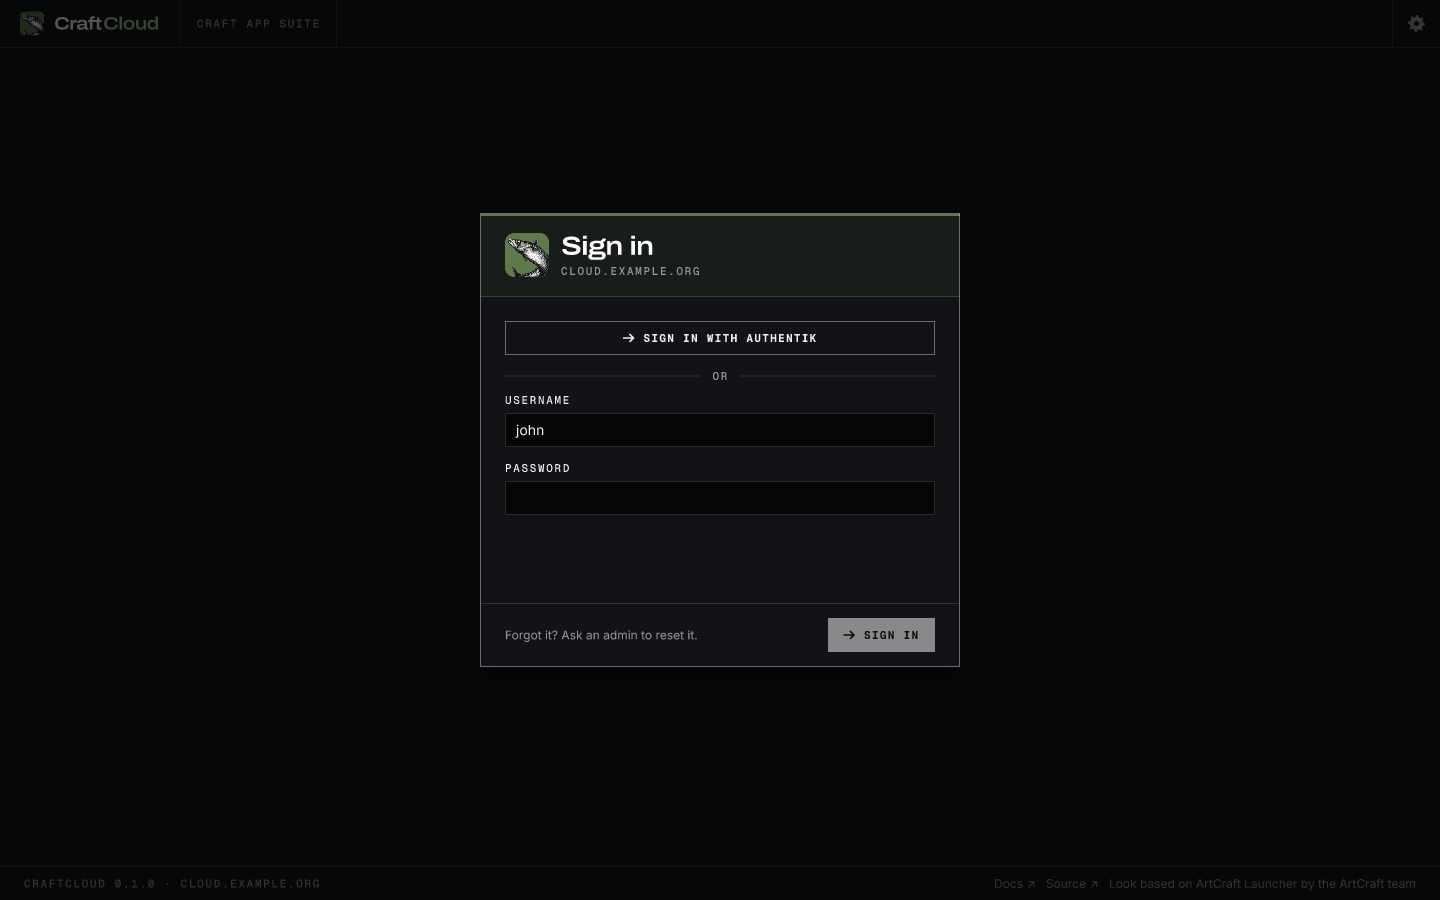 CraftCloud
CRAFT APP SUITE
Sign in
CLOUD.EXAMPLE.ORG
→ SIGN IN WITH AUTHENTIK
OR
USERNAME
john
PASSWORD
Forgot it? Ask an admin to reset it.
→ SIGN IN
CRAFTCLOUD 0.1.0 · CLOUD.EXAMPLE.ORG
Docs ↗ Source ↗ Look based on ArtCraft Launcher by the ArtCraft team